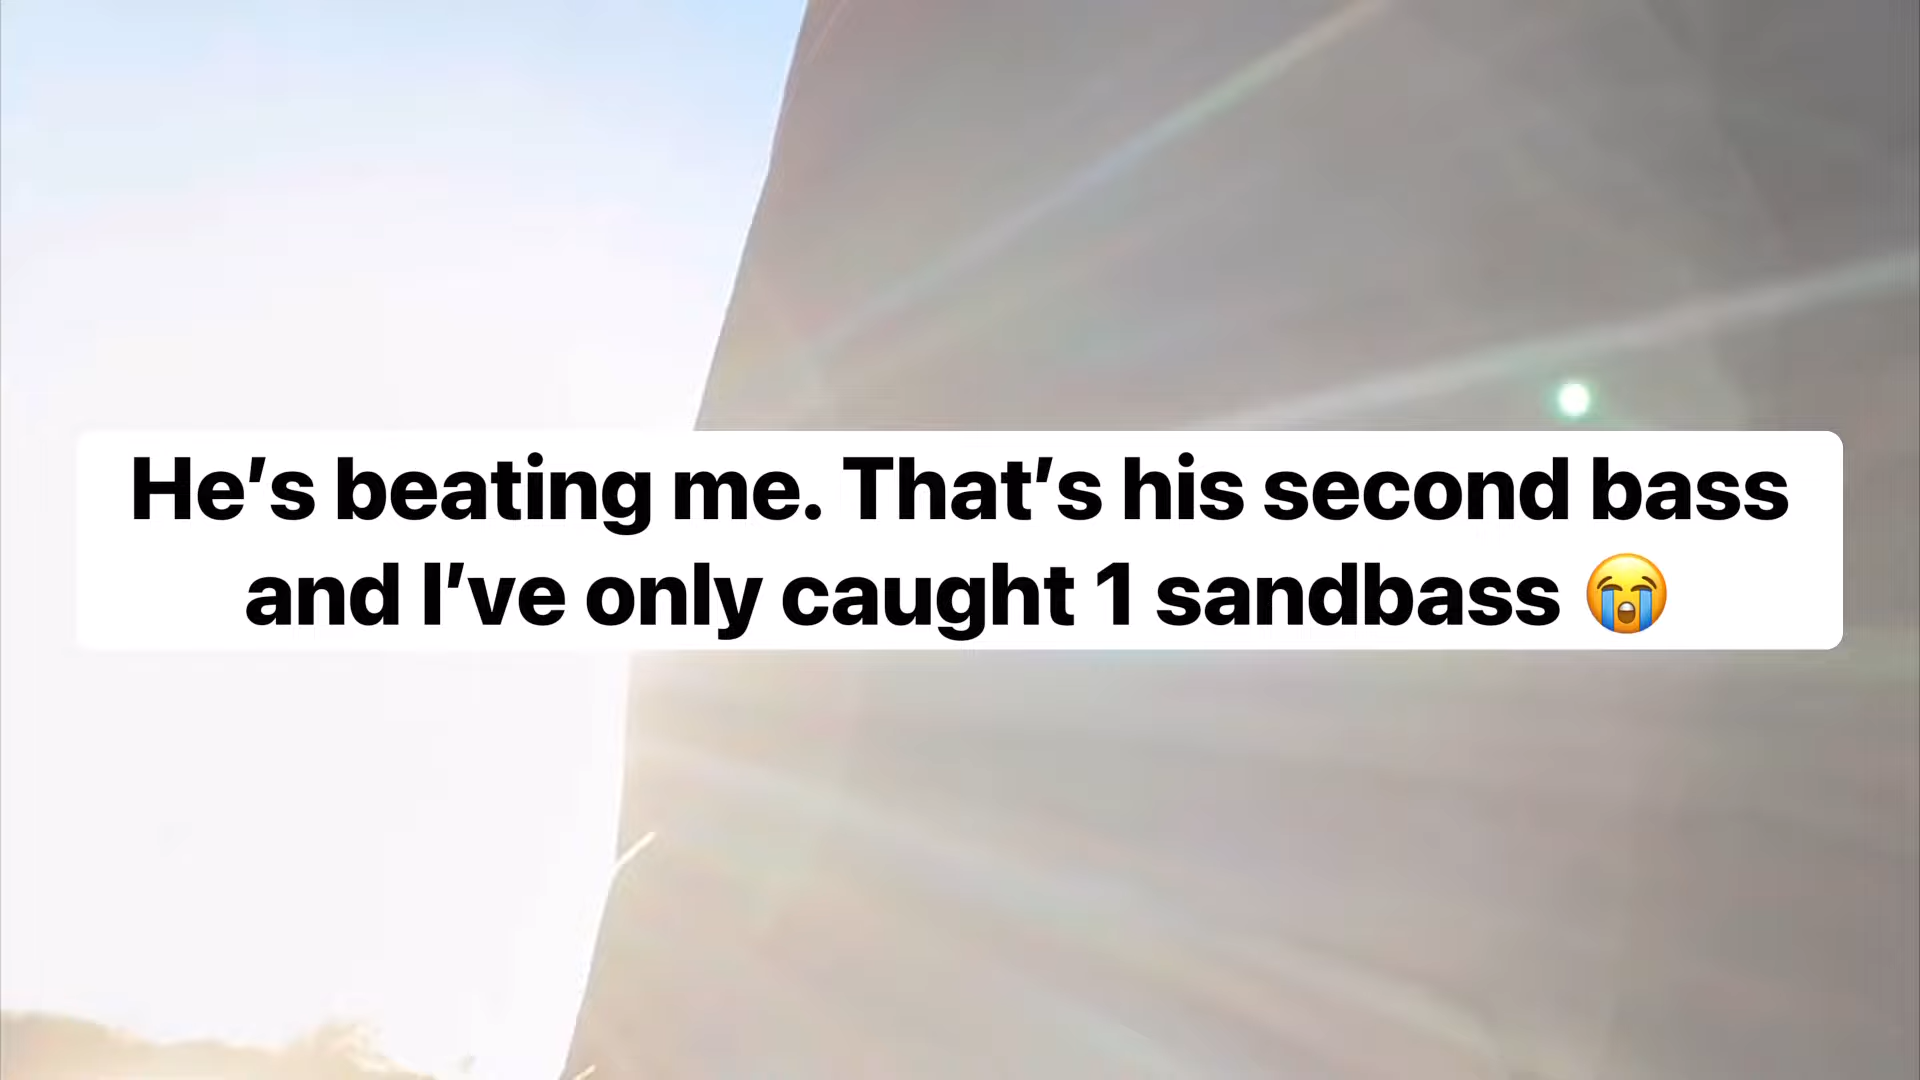 He’s beating me. That’s his second bass
and I’ve only caught 1 sandbass 😭